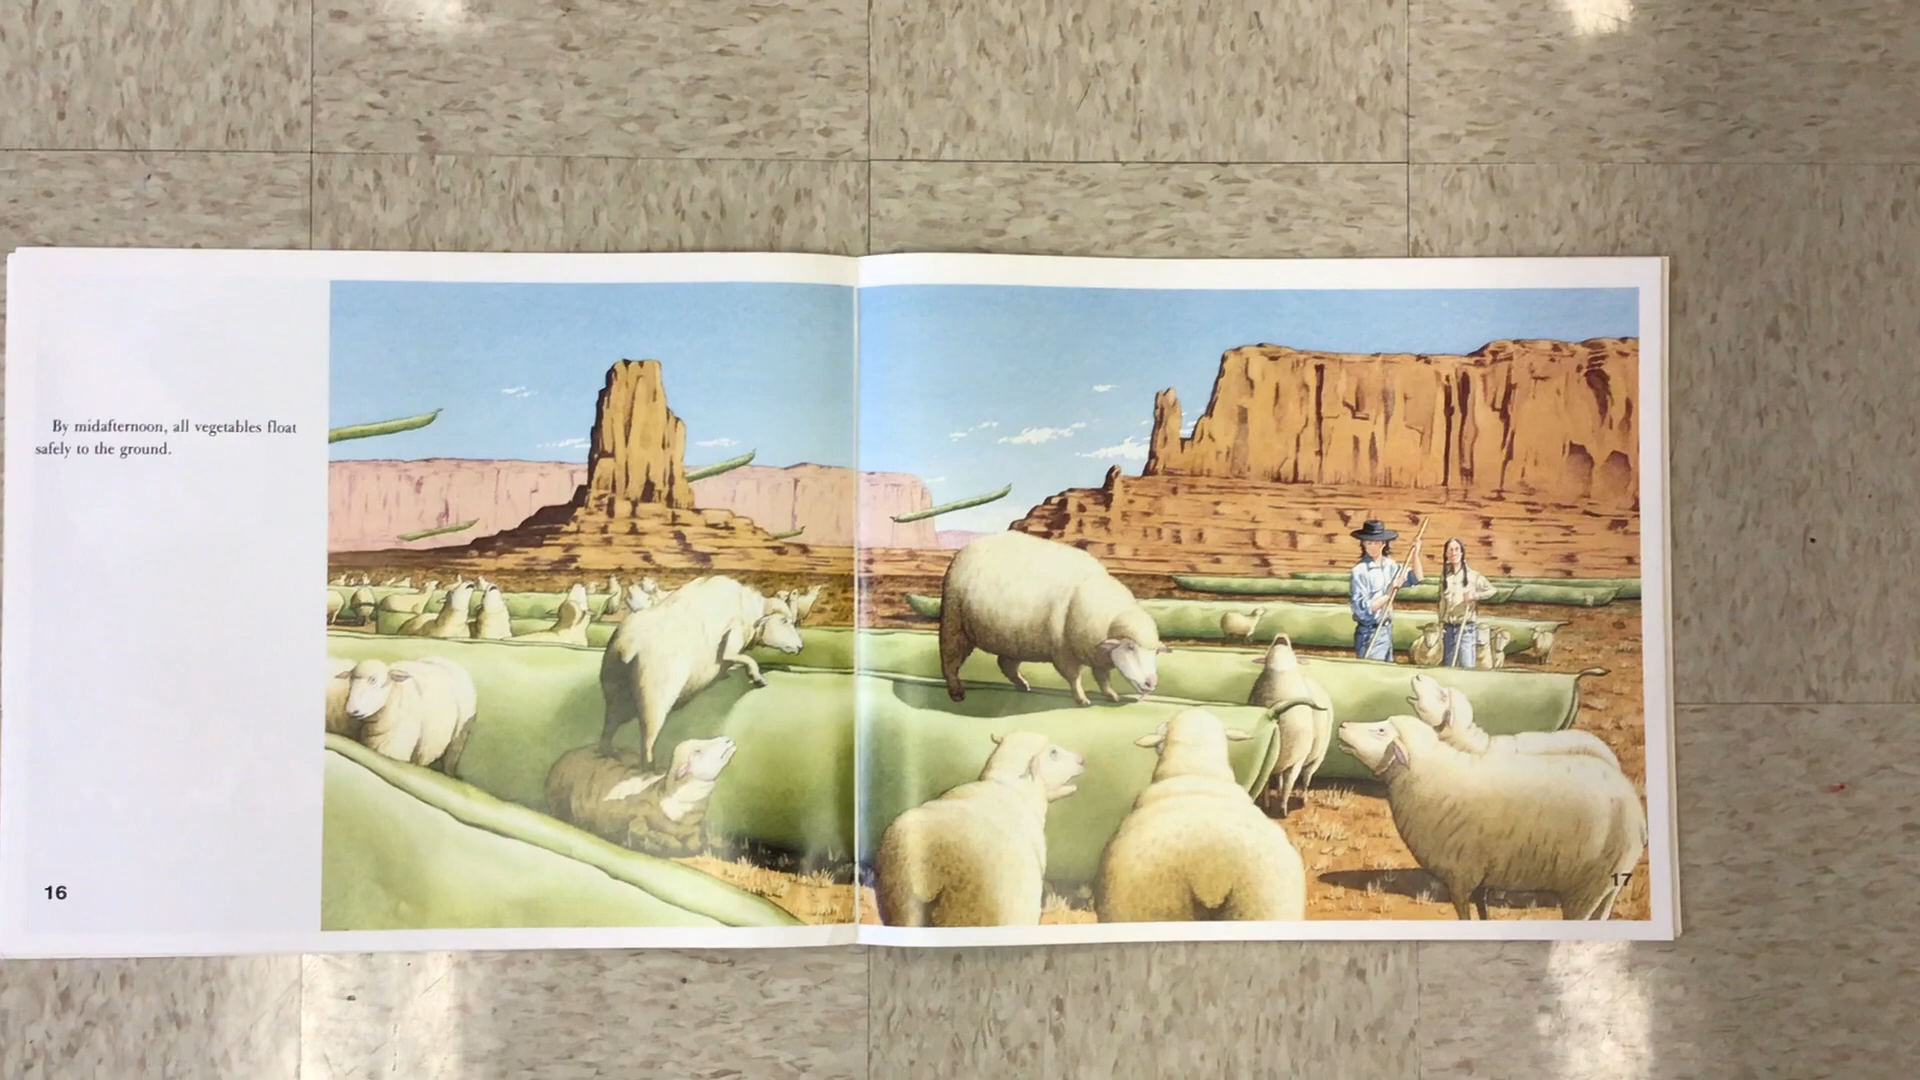 By midafternoon, all vegetables float
safely to the ground.
16
17